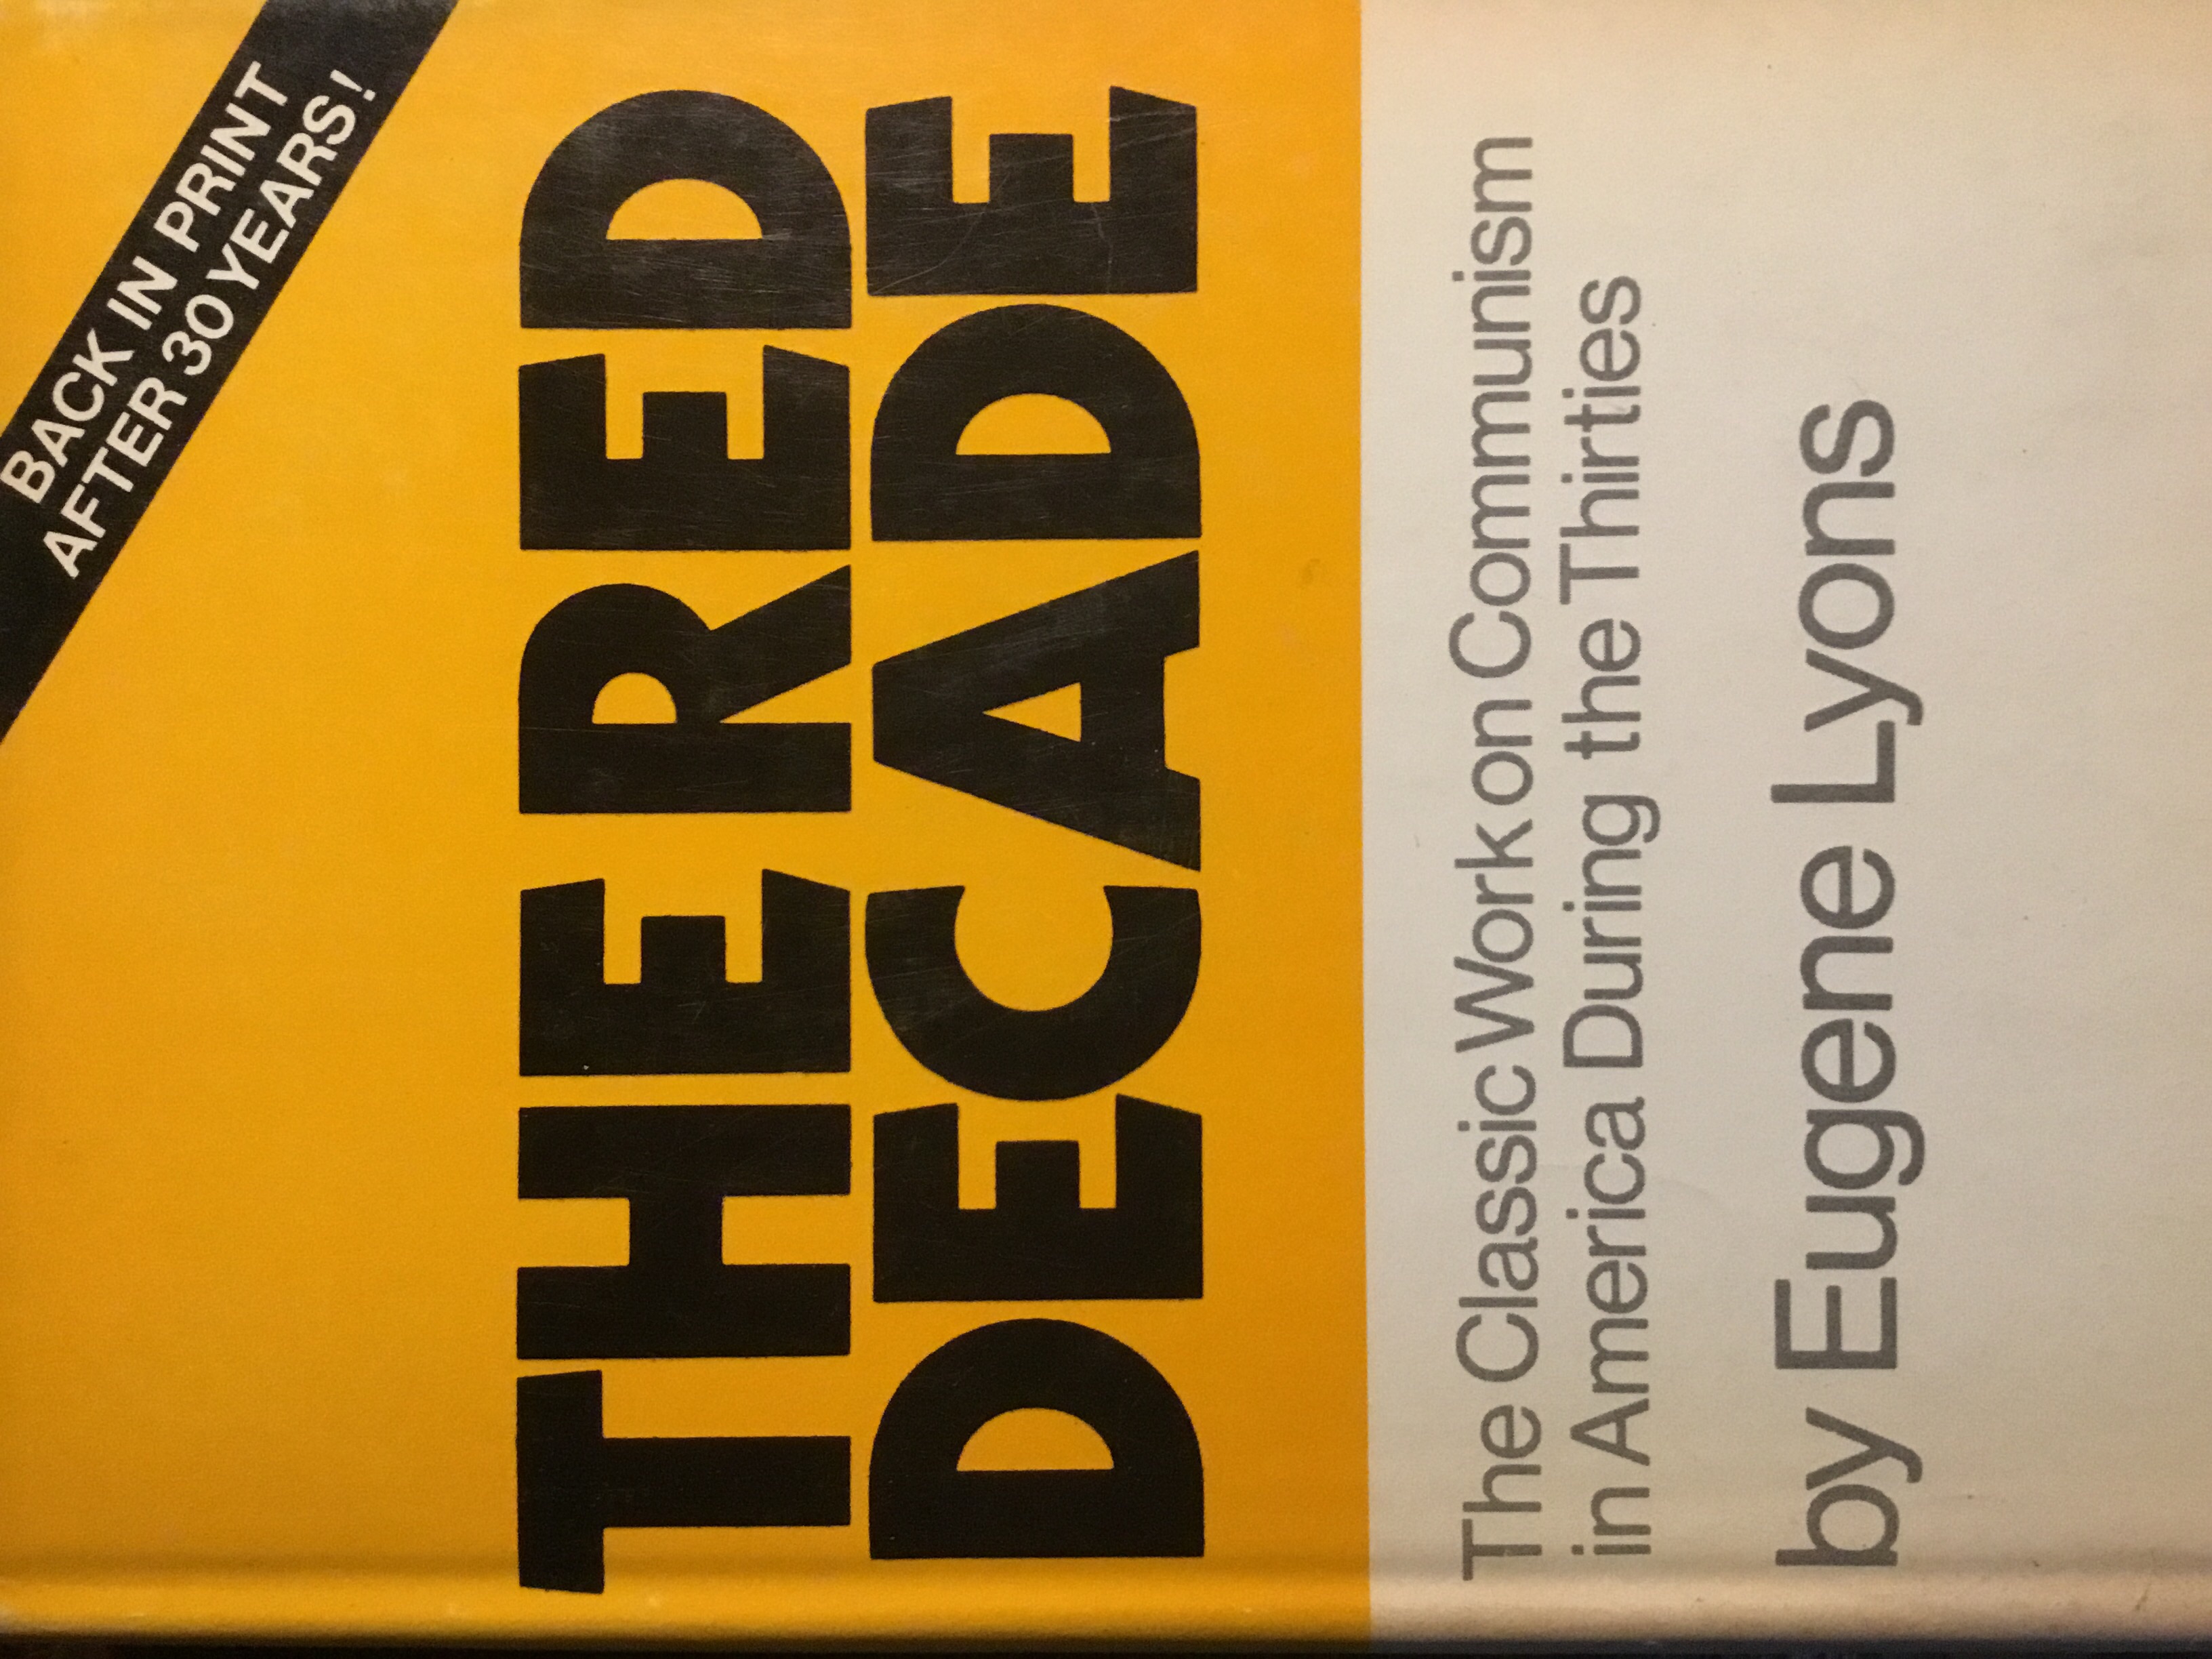 BACK IN PRINT
AFTER 30 YEARS!
THE RED
DECADE
The Classic Work on Communism
in America During the Thirties
by Eugene Lyons